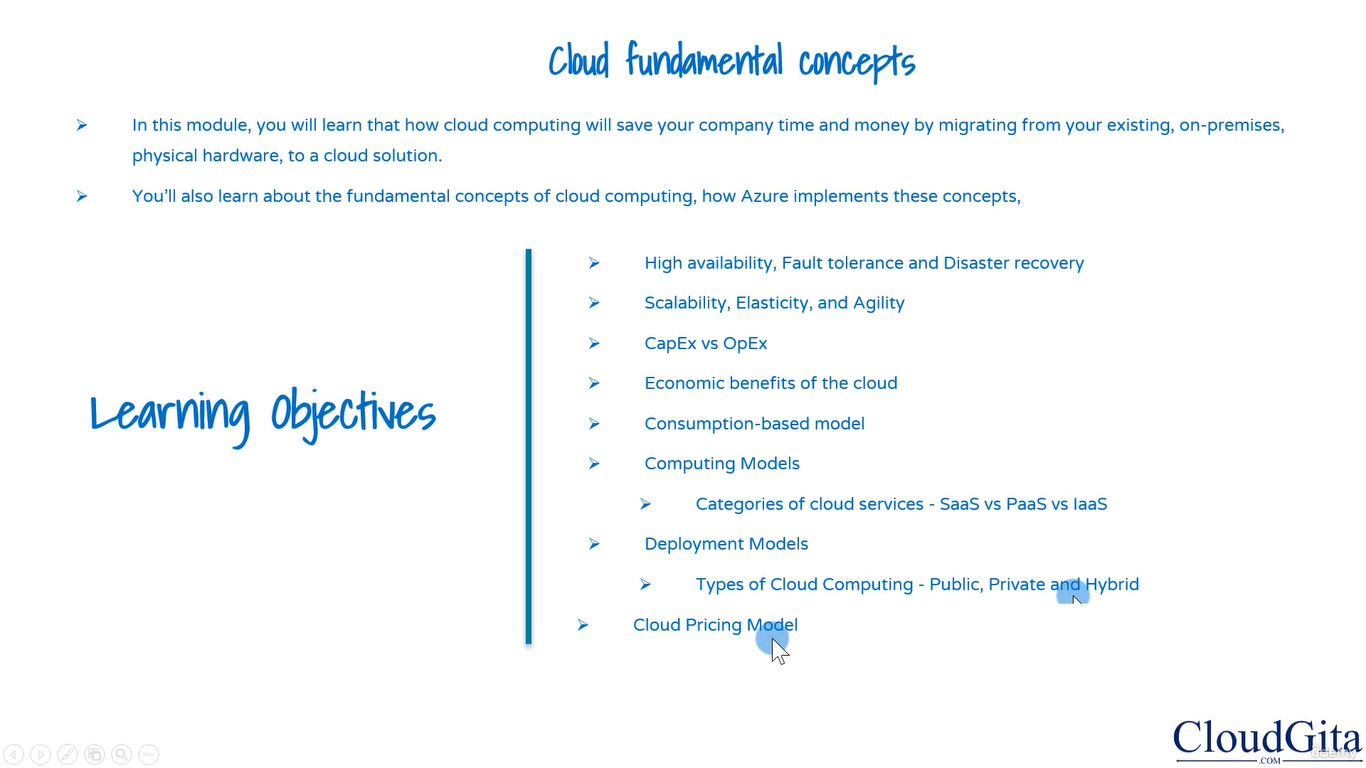 Cloud fundamental concepts
In this module, you will learn that how cloud computing will save your company time and money by migrating from your existing, on-premises,
physical hardware, to a cloud solution.
You’ll also learn about the fundamental concepts of cloud computing, how Azure implements these concepts,
Learning Objectives
High availability, Fault tolerance and Disaster recovery
Scalability, Elasticity, and Agility
CapEx vs OpEx
Economic benefits of the cloud
Consumption-based model
Computing Models
Categories of cloud services - SaaS vs PaaS vs IaaS
Deployment Models
Types of Cloud Computing - Public, Private and Hybrid
Cloud Pricing Model
CloudGita
.COM
udemy